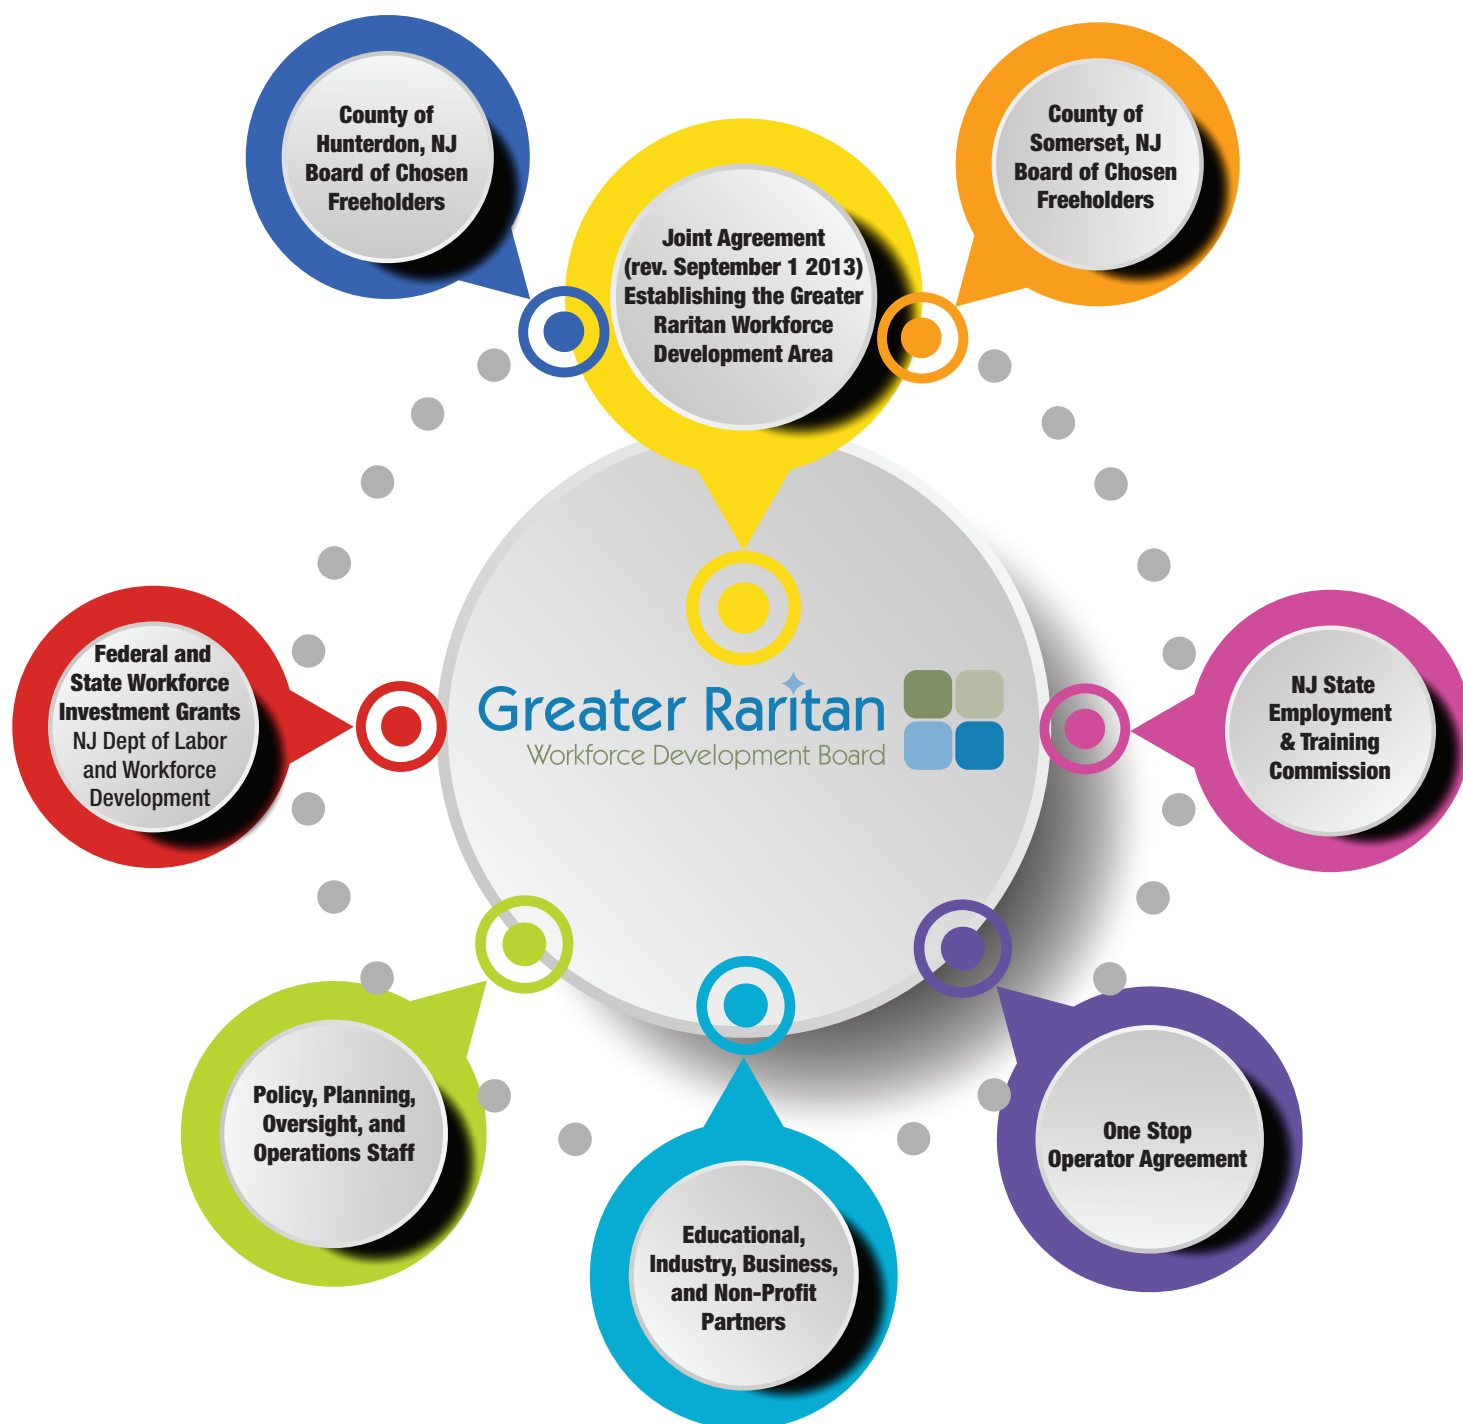 County of
Hunterdon, NJ
Board of Chosen
Freeholders
County of
Somerset, NJ
Board of Chosen
Freeholders
Joint Agreement
(rev. September 1 2013)
Establishing the Greater
Raritan Workforce
Development Area
Federal and
State Workforce
Investment Grants
NJ Dept of Labor
and Workforce
Development
Greater Raritan
Workforce Development Board
NJ State
Employment
& Training
Commission
Policy, Planning,
Oversight, and
Operations Staff
One Stop
Operator Agreement
Educational,
Industry, Business,
and Non-Profit
Partners